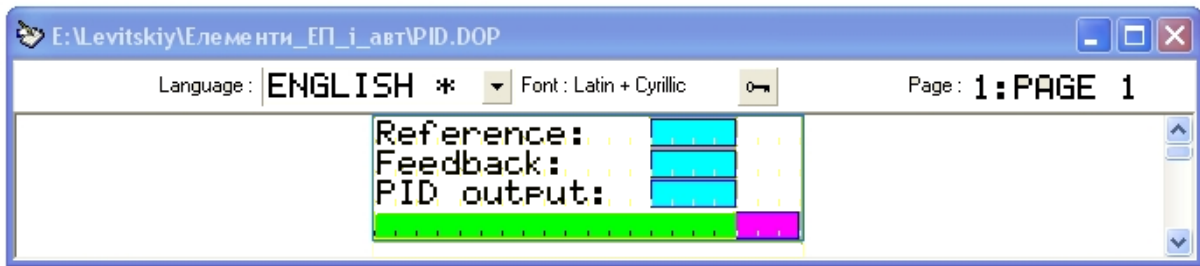 E:\Levitskiy\Елементи_ЕП_і_авт\PID.DOP
Language : ENGLISH * Font : Latin + Cyrillic Page : 1:PAGE 1
Reference:
Feedback:
PID output: